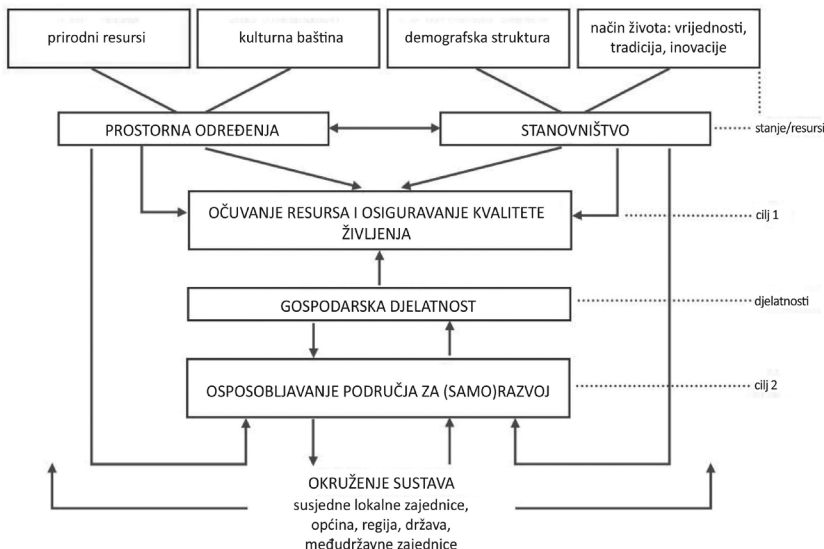 prirodni resursi
kulturna baština
demografska struktura
način života: vrijednosti,
tradicija, inovacije
PROSTORNA ODREĐENJA
STANOVNIŠTVO
stanje/resursi
OČUVANJE RESURSA I OSIGURAVANJE KVALITETE
ŽIVLJENJA
cilj 1
GOSPODARSKA DJELATNOST
djelatnosti
OSPOSOBLJAVANJE PODRUČJA ZA (SAMO)RAZVOJ
cilj 2
OKRUŽENJE SUSTAVA
susjedne lokalne zajednice,
općina, regija, država,
međudržavne zajednice